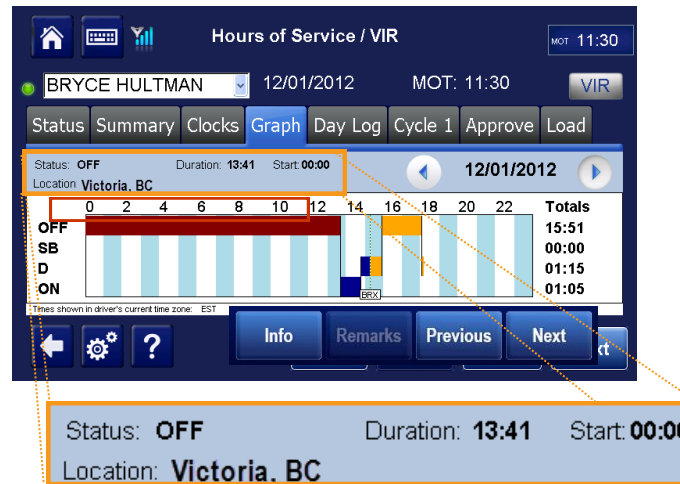 Hours of Service / VIR
MOT 11:30
BRYCE HULTMAN 12/01/2012 MOT: 11:30 VIR
Status Summary Clocks Graph Day Log Cycle 1 Approve Load
Status: OFF Duration: 13:41 Start: 00:00
Location Victoria, BC
12/01/2012
0 2 4 6 8 10 12 14 16 18 20 22 Totals
OFF 15:51
SB 00:00
D 01:15
ON 01:05
BRX
Times shown in driver's current time zone: EST
? Info Remarks Previous Next
Status: OFF Duration: 13:41 Start: 00:00
Location: Victoria, BC